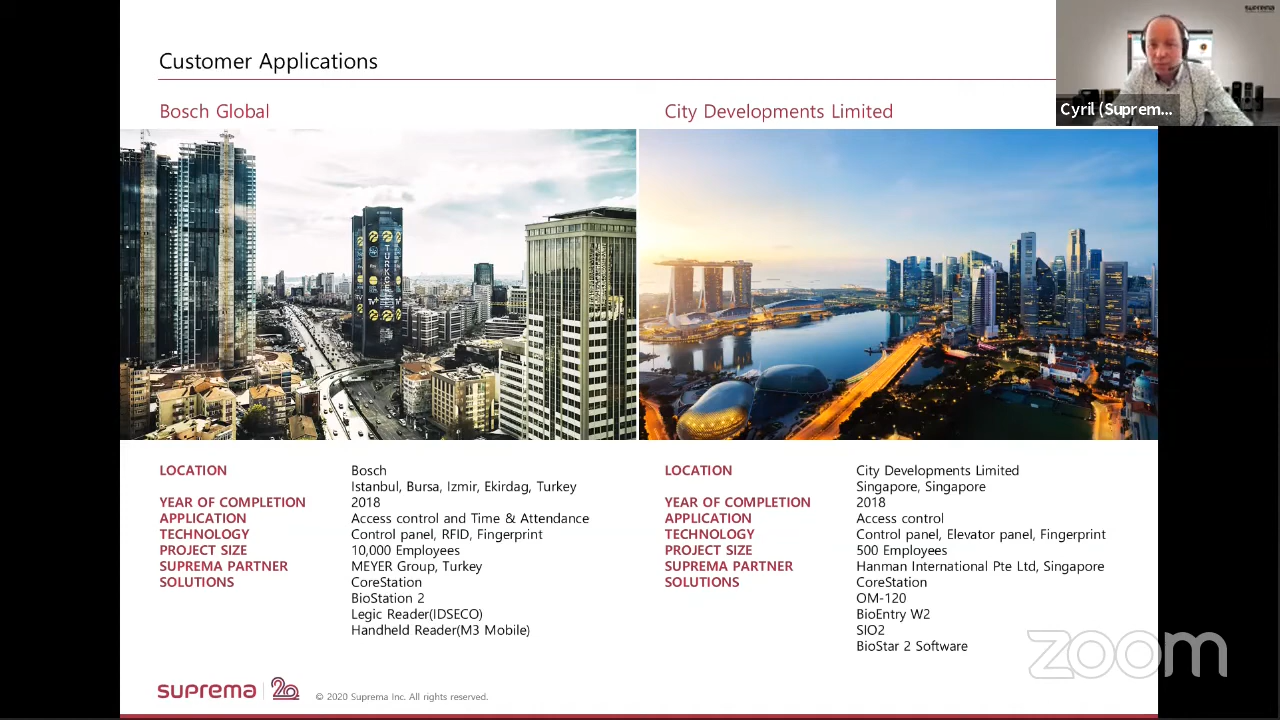 Customer Applications
suprema
Cyril (Suprem...
Bosch Global
City Developments Limited
TURKCELL
TV+
TV+
LOCATION Bosch
Istanbul, Bursa, Izmir, Ekirdag, Turkey
YEAR OF COMPLETION 2018
APPLICATION Access control and Time & Attendance
TECHNOLOGY Control panel, RFID, Fingerprint
PROJECT SIZE 10,000 Employees
SUPREMA PARTNER MEYER Group, Turkey
SOLUTIONS CoreStation
BioStation 2
Legic Reader(IDSECO)
Handheld Reader(M3 Mobile)
LOCATION City Developments Limited
Singapore, Singapore
YEAR OF COMPLETION 2018
APPLICATION Access control
TECHNOLOGY Control panel, Elevator panel, Fingerprint
PROJECT SIZE 500 Employees
SUPREMA PARTNER Hanman International Pte Ltd, Singapore
SOLUTIONS CoreStation
OM-120
BioEntry W2
SIO2
BioStar 2 Software
zoom
suprema 20 © 2020 Suprema Inc. All rights reserved.